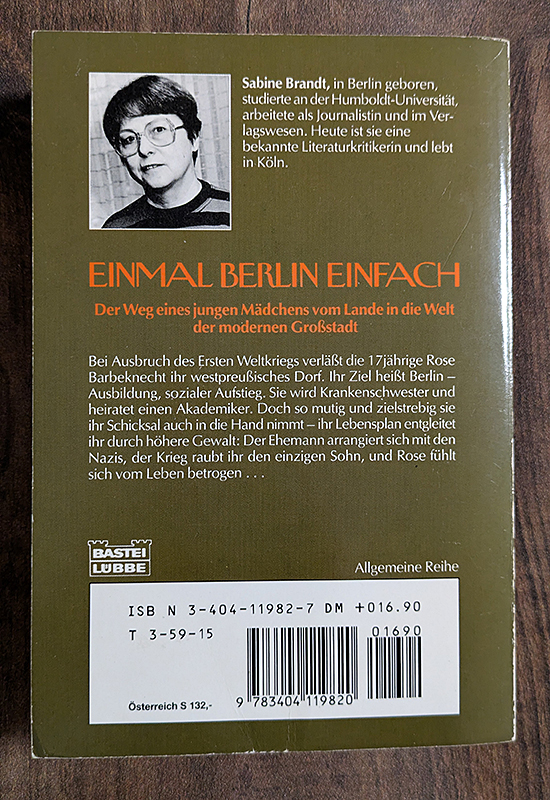 Sabine Brandt, in Berlin geboren,
studierte an der Humboldt-Universität,
arbeitete als Journalistin und im Ver-
lagswesen. Heute ist sie eine
bekannte Literaturkritikerin und lebt
in Köln.
EINMAL BERLIN EINFACH
Der Weg eines jungen Mädchens vom Lande in die Welt
der modernen Großstadt
Bei Ausbruch des Ersten Weltkriegs verläßt die 17jährige Rose
Barbeknecht ihr westpreußisches Dorf. Ihr Ziel heißt Berlin –
Ausbildung, sozialer Aufstieg. Sie wird Krankenschwester und
heiratet einen Akademiker. Doch so mutig und zielstrebig sie
ihr Schicksal auch in die Hand nimmt – ihr Lebensplan entgleitet
ihr durch höhere Gewalt: Der Ehemann arrangiert sich mit den
Nazis, der Krieg raubt ihr den einzigen Sohn, und Rose fühlt
sich vom Leben betrogen . . .
BASTEI
LÜBBE
Allgemeine Reihe
ISB N 3-404-11982-7 DM +016.90
T 3-59-15
01690
Österreich S 132,-
9 783404 119820